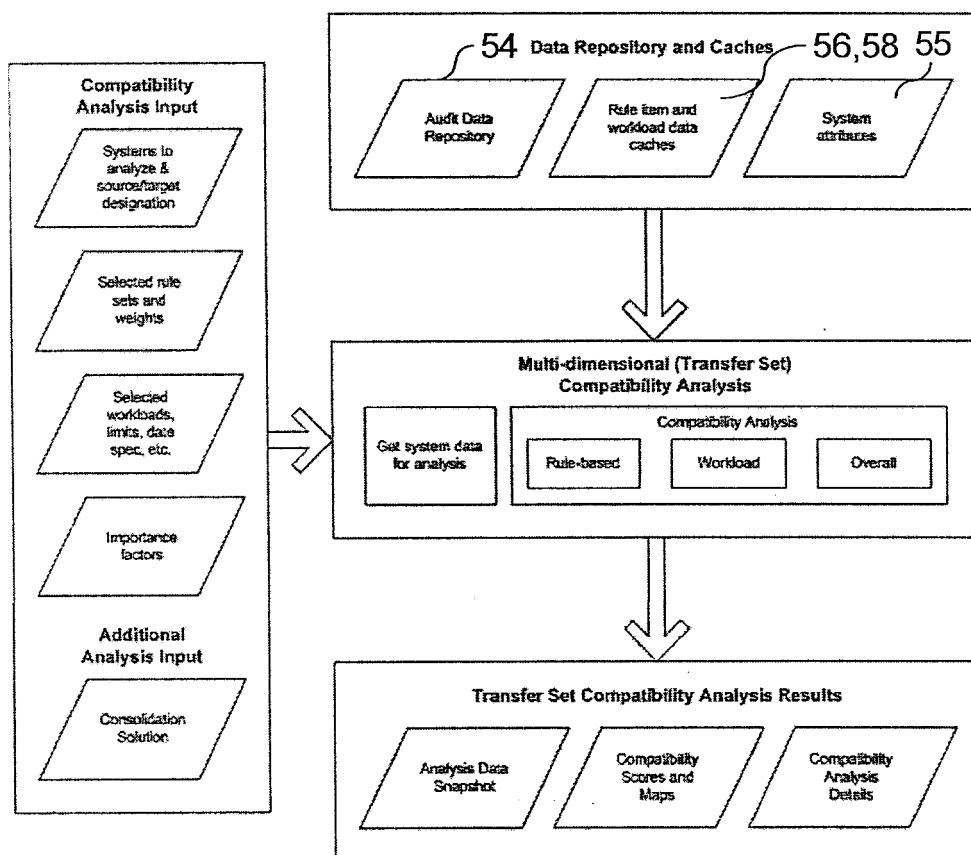 Compatibility
Analysis Input
Systems to
analyze &
source/target
designation
Selected rule
sets and
weights
Selected
workloads,
limits, date
spec, etc.
Importance
factors
Additional
Analysis Input
Consolidation
Solution
54 Data Repository and Caches 56,58 55
Audit Data
Repository
Rule item and
workload data
caches
System
attributes
Multi-dimensional (Transfer Set)
Compatibility Analysis
Get system data
for analysis
Compatibility Analysis
Rule-based
Workload
Overall
Transfer Set Compatibility Analysis Results
Analysis Data
Snapshot
Compatibility
Scores and
Maps
Compatibility
Analysis
Details